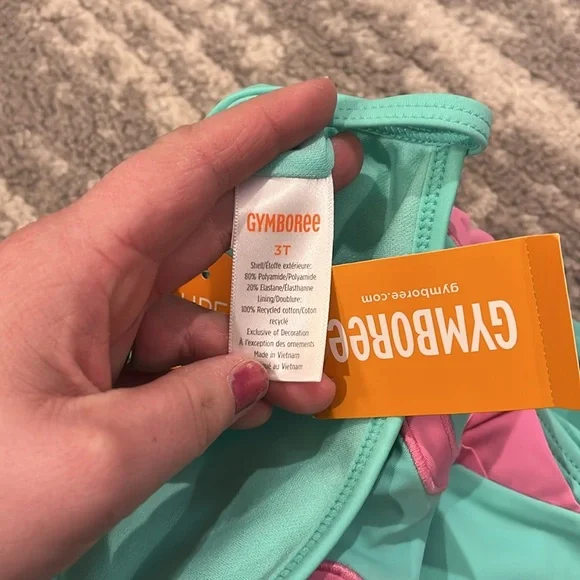 GYMBOREE
3T
Shell/Étoffe extérieure:
80% Polyamide/Polyamide
20% Elastane/Élasthanne
Lining/Doublure:
100% Recycled cotton/Coton
recyclé
Exclusive of Decoration
À l'exception des ornements
Made in Vietnam
au Vietnam
GYMBOREE
gymboree.com